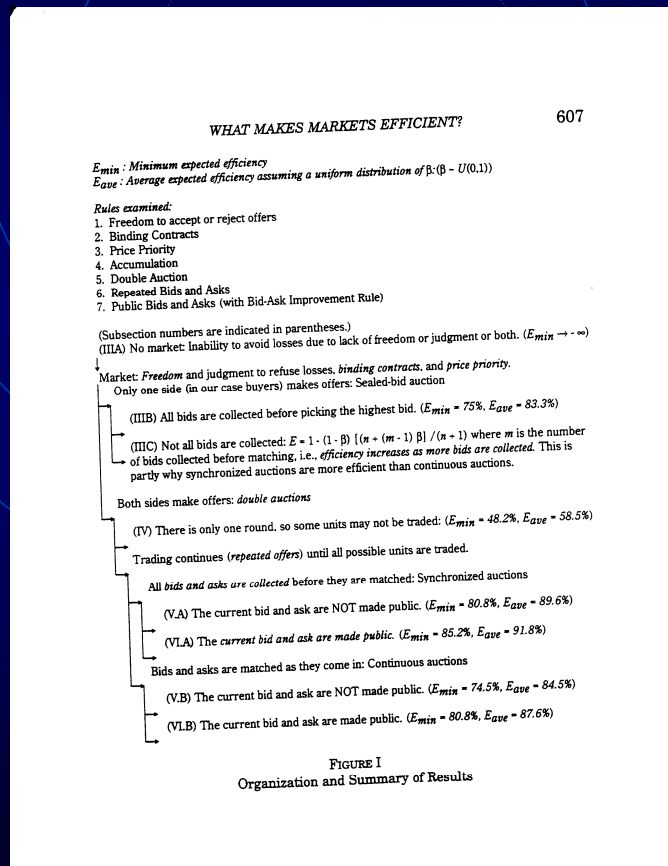 WHAT MAKES MARKETS EFFICIENT?
607
Emin : Minimum expected efficiency
Eave : Average expected efficiency assuming a uniform distribution of β:(β ~ U(0,1))
Rules examined:
1. Freedom to accept or reject offers
2. Binding Contracts
3. Price Priority
4. Accumulation
5. Double Auction
6. Repeated Bids and Asks
7. Public Bids and Asks (with Bid-Ask Improvement Rule)
(Subsection numbers are indicated in parentheses.)
(IIIA) No market: Inability to avoid losses due to lack of freedom or judgment or both. (Emin → - ∞)
Market: Freedom and judgment to refuse losses, binding contracts, and price priority.
Only one side (in our case buyers) makes offers: Sealed-bid auction
(IIIB) All bids are collected before picking the highest bid. (Emin = 75%, Eave = 83.3%)
(IIIC) Not all bids are collected: E = 1 - (1 - β) [(n + (m - 1) β] / (n + 1) where m is the number
of bids collected before matching, i.e., efficiency increases as more bids are collected. This is
partly why synchronized auctions are more efficient than continuous auctions.
Both sides make offers: double auctions
(IV) There is only one round, so some units may not be traded: (Emin = 48.2%, Eave = 58.5%)
Trading continues (repeated offers) until all possible units are traded.
All bids and asks are collected before they are matched: Synchronized auctions
(V.A) The current bid and ask are NOT made public. (Emin = 80.8%, Eave = 89.6%)
(VI.A) The current bid and ask are made public. (Emin = 85.2%, Eave = 91.8%)
Bids and asks are matched as they come in: Continuous auctions
(V.B) The current bid and ask are NOT made public. (Emin = 74.5%, Eave = 84.5%)
(VI.B) The current bid and ask are made public. (Emin = 80.8%, Eave = 87.6%)
FIGURE I
Organization and Summary of Results